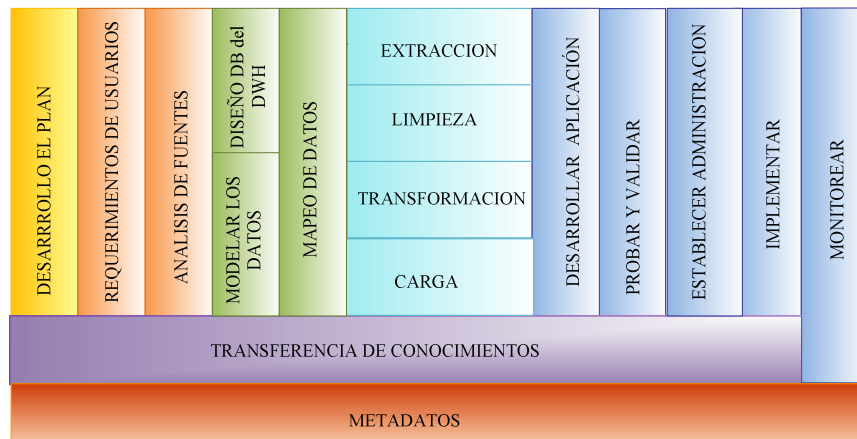 DESARRROLLO EL PLAN
REQUERIMIENTOS DE USUARIOS
ANALISIS DE FUENTES
DISEÑO DB del
DWH
MODELAR LOS
DATOS
MAPEO DE DATOS
EXTRACCION
LIMPIEZA
TRANSFORMACION
CARGA
DESARROLLAR APLICACIÓN
PROBAR Y VALIDAR
ESTABLECER ADMINISTRACION
IMPLEMENTAR
MONITOREAR
TRANSFERENCIA DE CONOCIMIENTOS
METADATOS